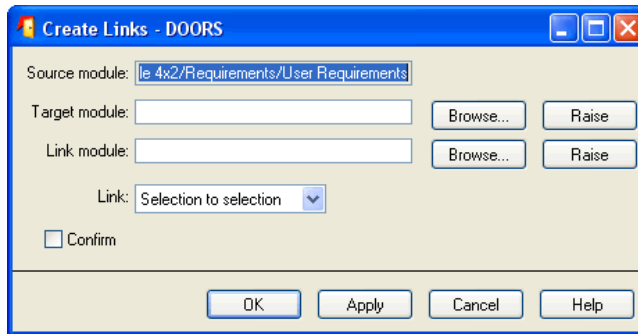 Create Links - DOORS
Source module: le 4x2/Requirements/User Requirements
Target module: Browse... Raise
Link module: Browse... Raise
Link: Selection to selection
Confirm
OK Apply Cancel Help